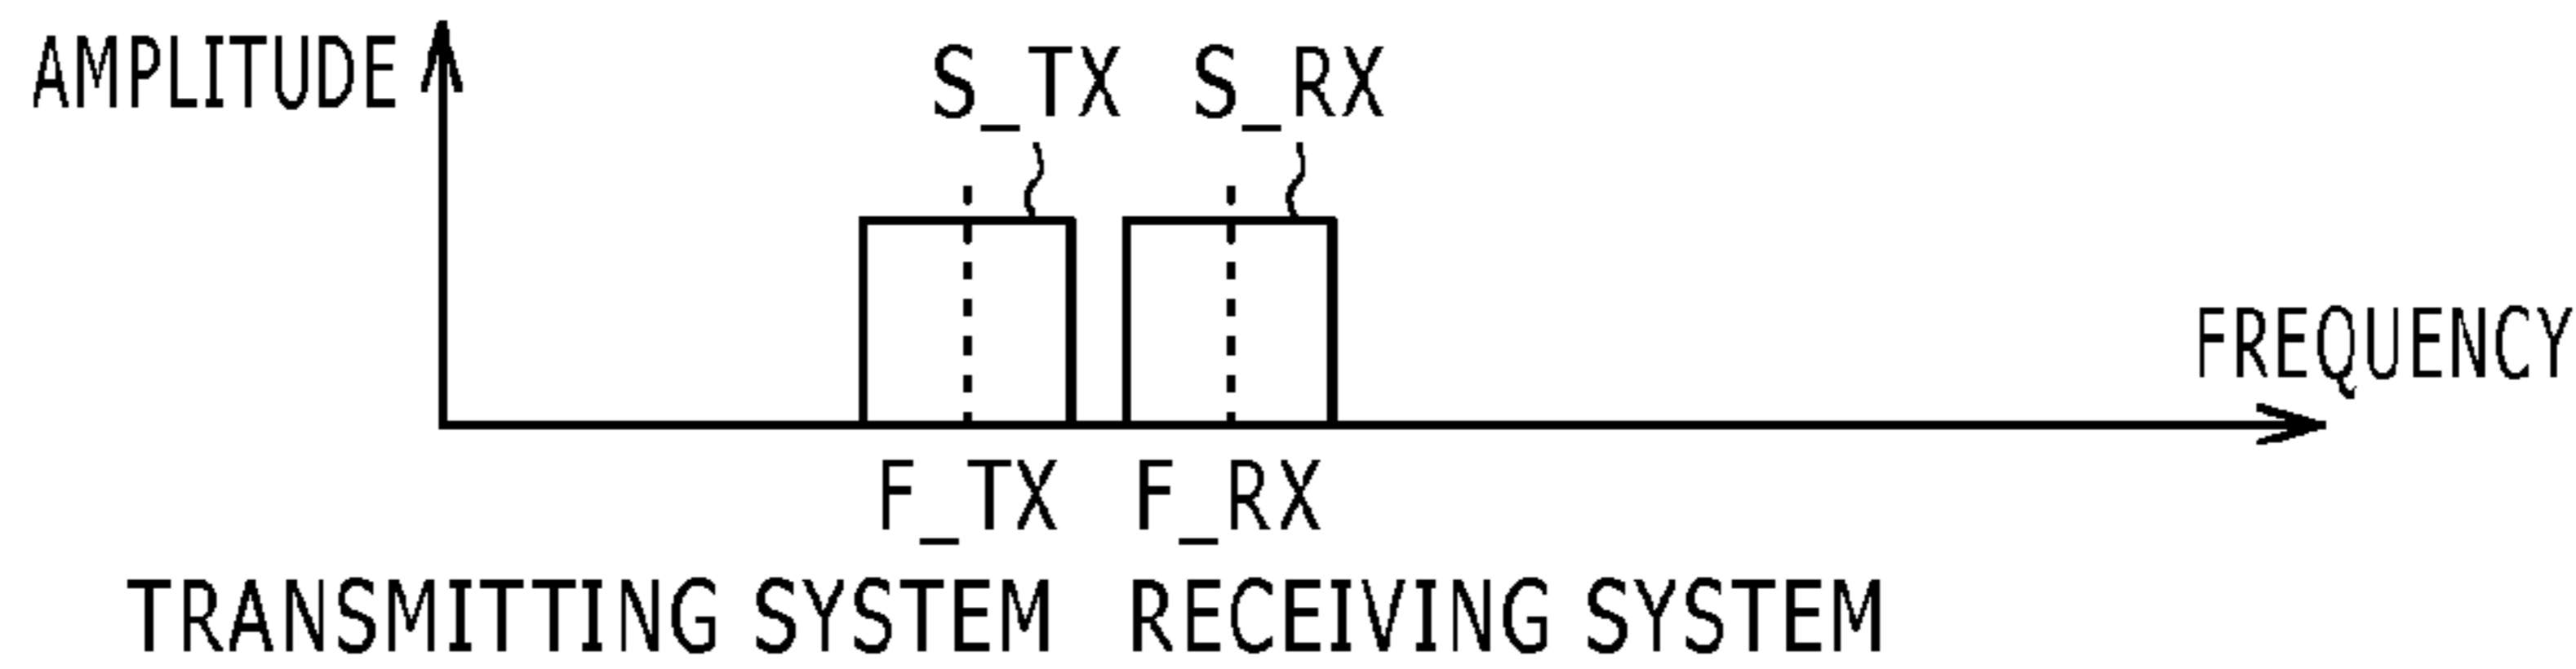 AMPLITUDE
S_TX S_RX
FREQUENCY
F_TX F_RX
TRANSMITTING SYSTEM RECEIVING SYSTEM